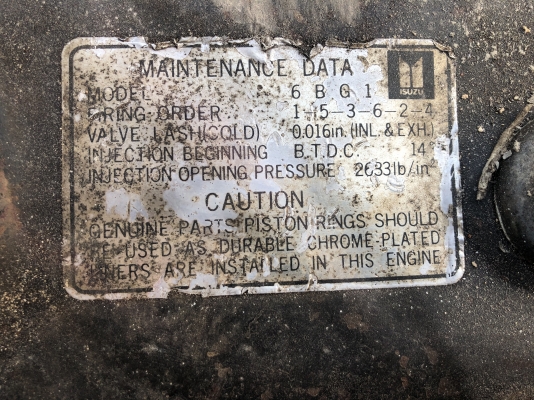 MAINTENANCE DATA
ISUZU
MODEL 6BG1
FIRING ORDER 1-5-3-6-2-4
VALVE LASH(COLD) 0.016in.(INL.&EXH.)
INJECTION BEGINNING B.T.D.C. 14
INJECTION OPENING PRESSURE 2633lb/in²
CAUTION
GENUINE PARTS PISTON RINGS SHOULD
BE USED AS DURABLE CHROME-PLATED
LINERS ARE INSTALLED IN THIS ENGINE